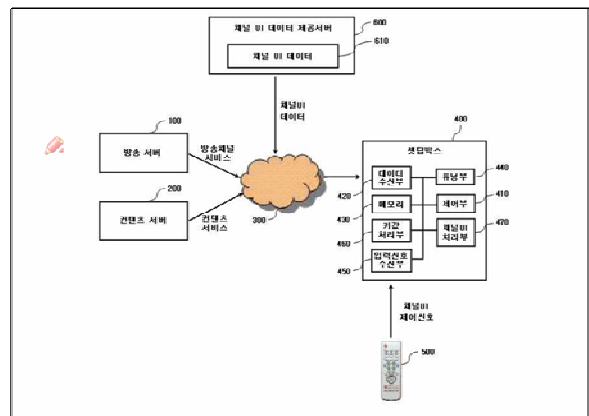 채널 UI 데이터 제공서버
600
채널 UI 데이터
610
채널UI
데이터
100
방송 서버
방송채널
서비스
200
컨텐츠 서버
컨텐츠
서비스
300
400
셋탑박스
데이터
수신부
420
튜닝부
440
메모리
430
제어부
410
키값
처리부
460
채널UI
처리부
470
입력신호
수신부
450
채널UI
제어신호
500